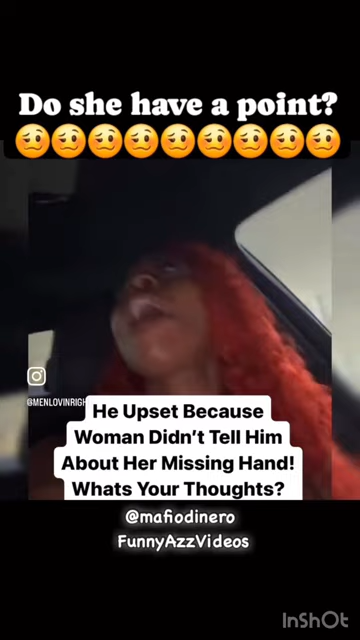 Do she have a point?
🥴🥴🥴🥴🥴🥴🥴🥴🥴
@MENLOVINRIGH
He Upset Because
Woman Didn't Tell Him
About Her Missing Hand!
Whats Your Thoughts?
@mafiodinero
FunnyAzzVideos
InShOt